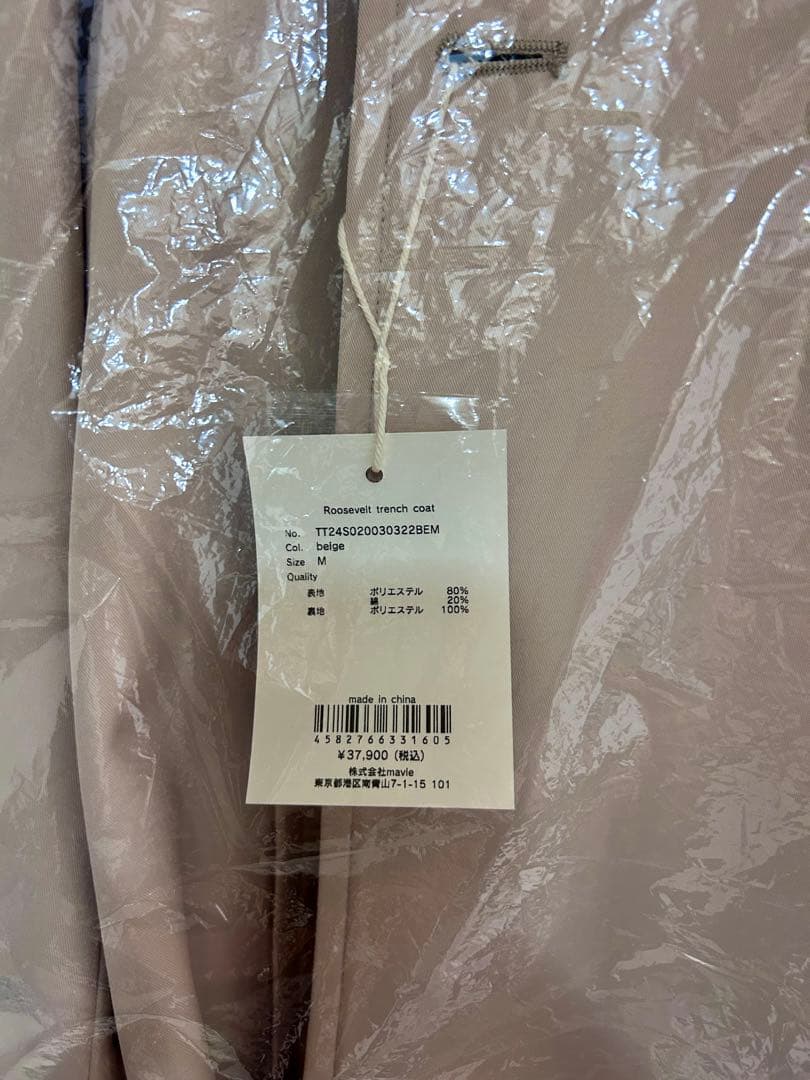 Roosevelt trench coat
No. TT24S020030322BEM
Col. beige
Size M
Quality
表地 ポリエステル 80%
綿 20%
裏地 ポリエステル 100%
made in china
4582766331605
¥37,900 (税込)
株式会社mavie
東京都港区南青山7-1-15 101